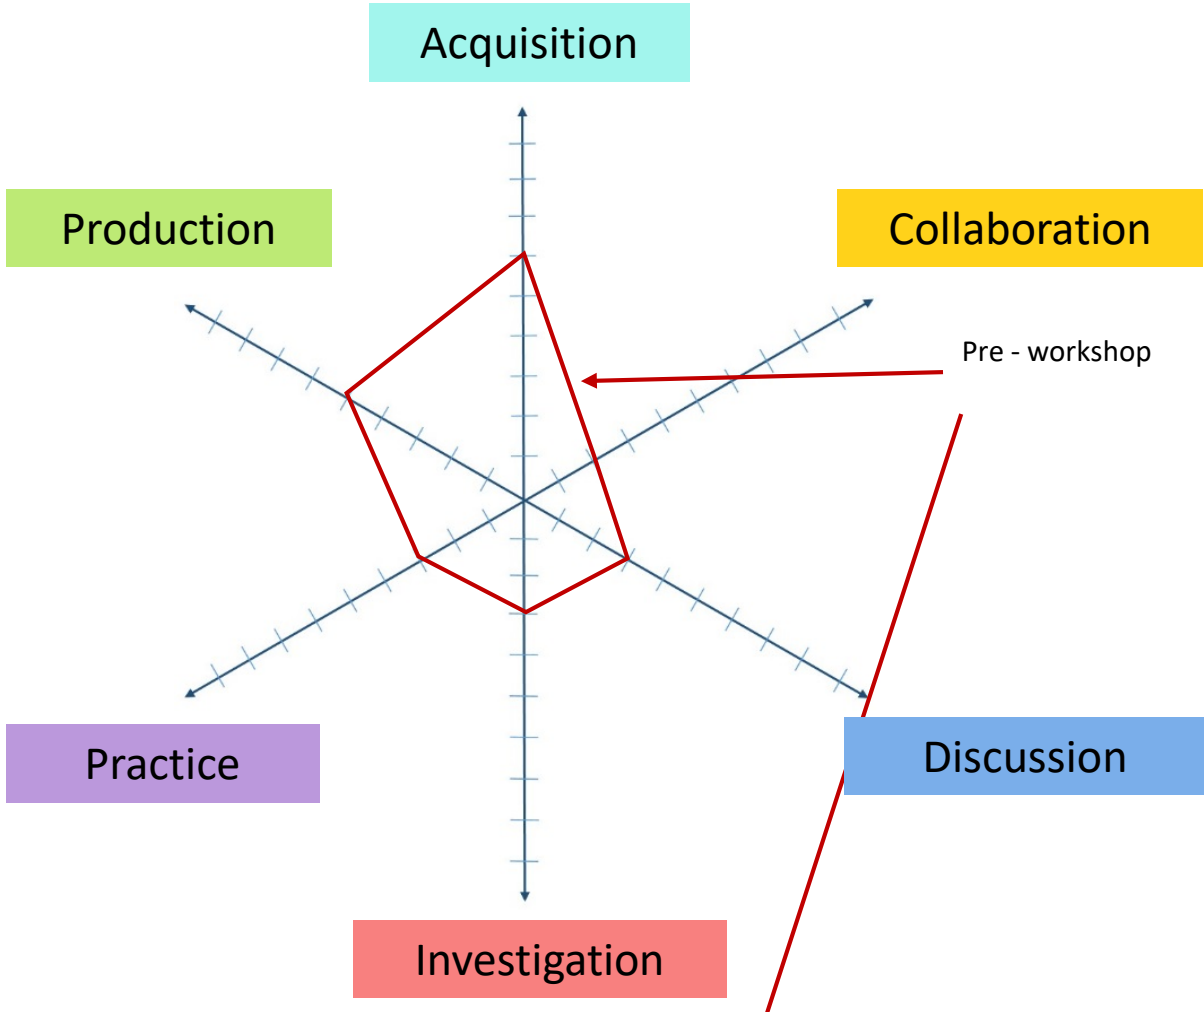 Acquisition
Production
Collaboration
Pre - workshop
Practice
Discussion
Investigation